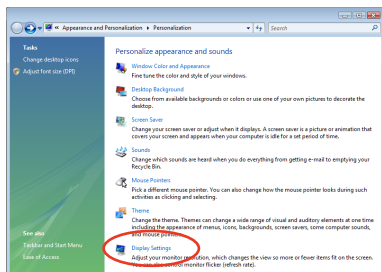 « Appearance and Personalization ▸ Personalization
Search
Tasks
Change desktop icons
Adjust font size (DPI)
See also
Taskbar and Start Menu
Ease of Access
Personalize appearance and sounds
Window Color and Appearance
Fine tune the color and style of your windows.
Desktop Background
Choose from available backgrounds or colors or use one of your own pictures to decorate the
desktop.
Screen Saver
Change your screen saver or adjust when it displays. A screen saver is a picture or animation that
covers your screen and appears when your computer is idle for a set period of time.
Sounds
Change which sounds are heard when you do everything from getting e-mail to emptying your
Recycle Bin.
Mouse Pointers
Pick a different mouse pointer. You can also change how the mouse pointer looks during such
activities as clicking and selecting.
Theme
Change the theme. Themes can change a wide range of visual and auditory elements at one time
including the appearance of menus, icons, backgrounds, screen savers, some computer sounds,
and mouse pointers.
Display Settings
Adjust your monitor resolution, which changes the view so more or fewer items fit on the screen.
You can also control monitor flicker (refresh rate).